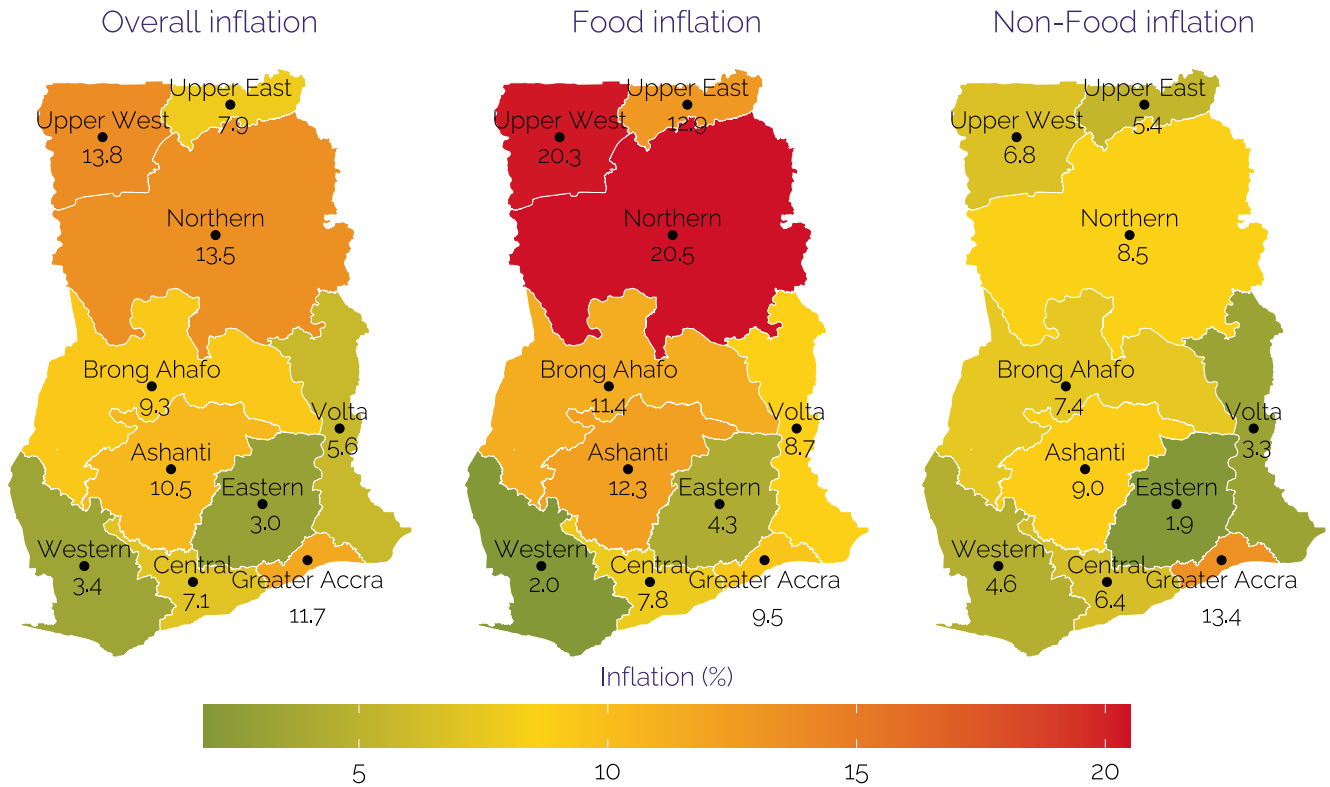 Overall inflation
Upper East
7.9
Upper West
13.8
Northern
13.5
Brong Ahafo
9.3
Volta
5.6
Ashanti
10.5
Eastern
3.0
Western
3.4
Central
7.1
Greater Accra
11.7
Food inflation
Upper East
12.9
Upper West
20.3
Northern
20.5
Brong Ahafo
11.4
Volta
8.7
Ashanti
12.3
Eastern
4.3
Western
2.0
Central
7.8
Greater Accra
9.5
Non-Food inflation
Upper East
5.4
Upper West
6.8
Northern
8.5
Brong Ahafo
7.4
Volta
3.3
Ashanti
9.0
Eastern
1.9
Western
4.6
Central
6.4
Greater Accra
13.4
Inflation (%)
5 10 15 20